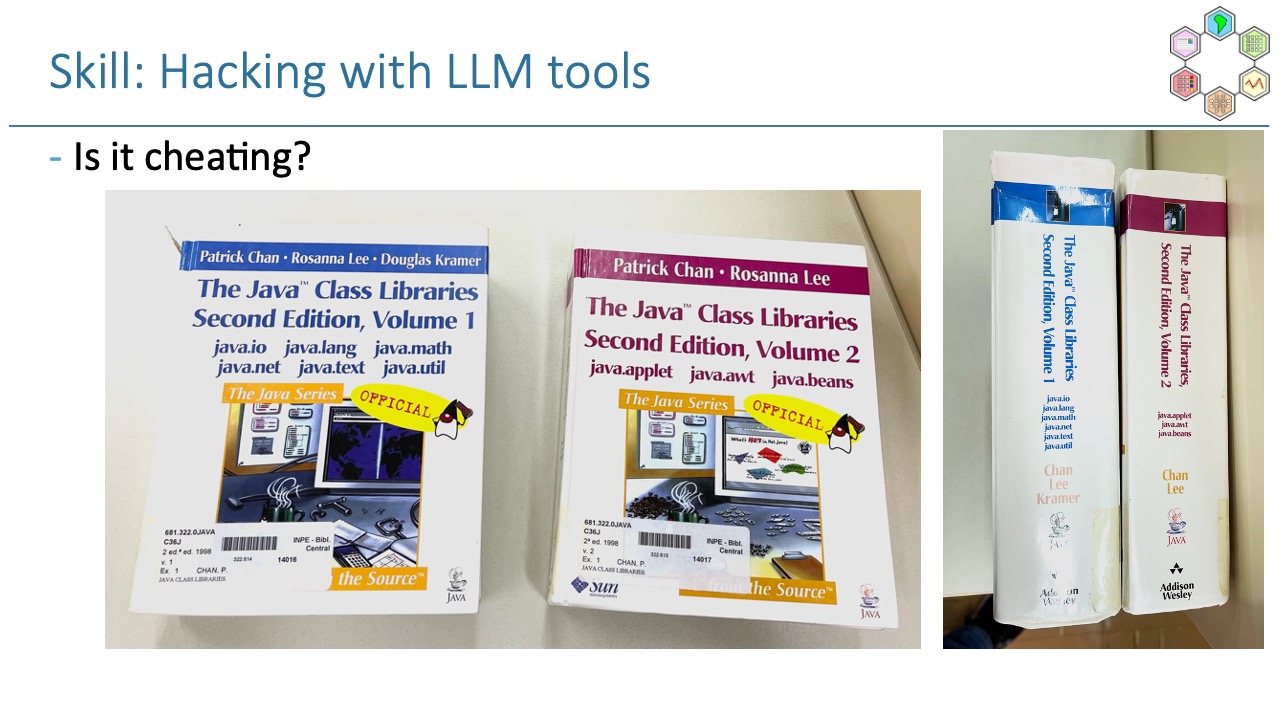 Skill: Hacking with LLM tools
- Is it cheating?
Patrick Chan • Rosanna Lee • Douglas Kramer
The Java™ Class Libraries
Second Edition, Volume 1
java.io java.lang java.math
java.net java.text java.util
The Java Series
OFFICIAL
681.322.0JAVA
C36J
2 ed.ª ed. 1998
v. 1
Ex. 1 CHAN, P.
JAVA CLASS LIBRARIES.
INPE - Bibl.
Central
322.614
14016
the Source™
JAVA
Patrick Chan • Rosanna Lee
The Java™ Class Libraries
Second Edition, Volume 2
java.applet java.awt java.beans
The Java Series
OFFICIAL
What's HOT in Hot Java?
681.322.0JAVA
C36J
2ª ed. 1998
v. 2
Ex. 1 CHAN, P.
JAVA CLASS LIBRARIES.
INPE - Bibl.
Central
322.615
14017
from the Source™
Sun
microsystems
JAVA
The Java™ Class Libraries
Second Edition, Volume 1
java.io
java.lang
java.math
java.net
java.text
java.util
Chan
Lee
Kramer
Wesley
The Java™ Class Libraries,
Second Edition, Volume 2
java.applet
java.awt
java.beans
Chan
Lee
JAVA
Addison
Wesley